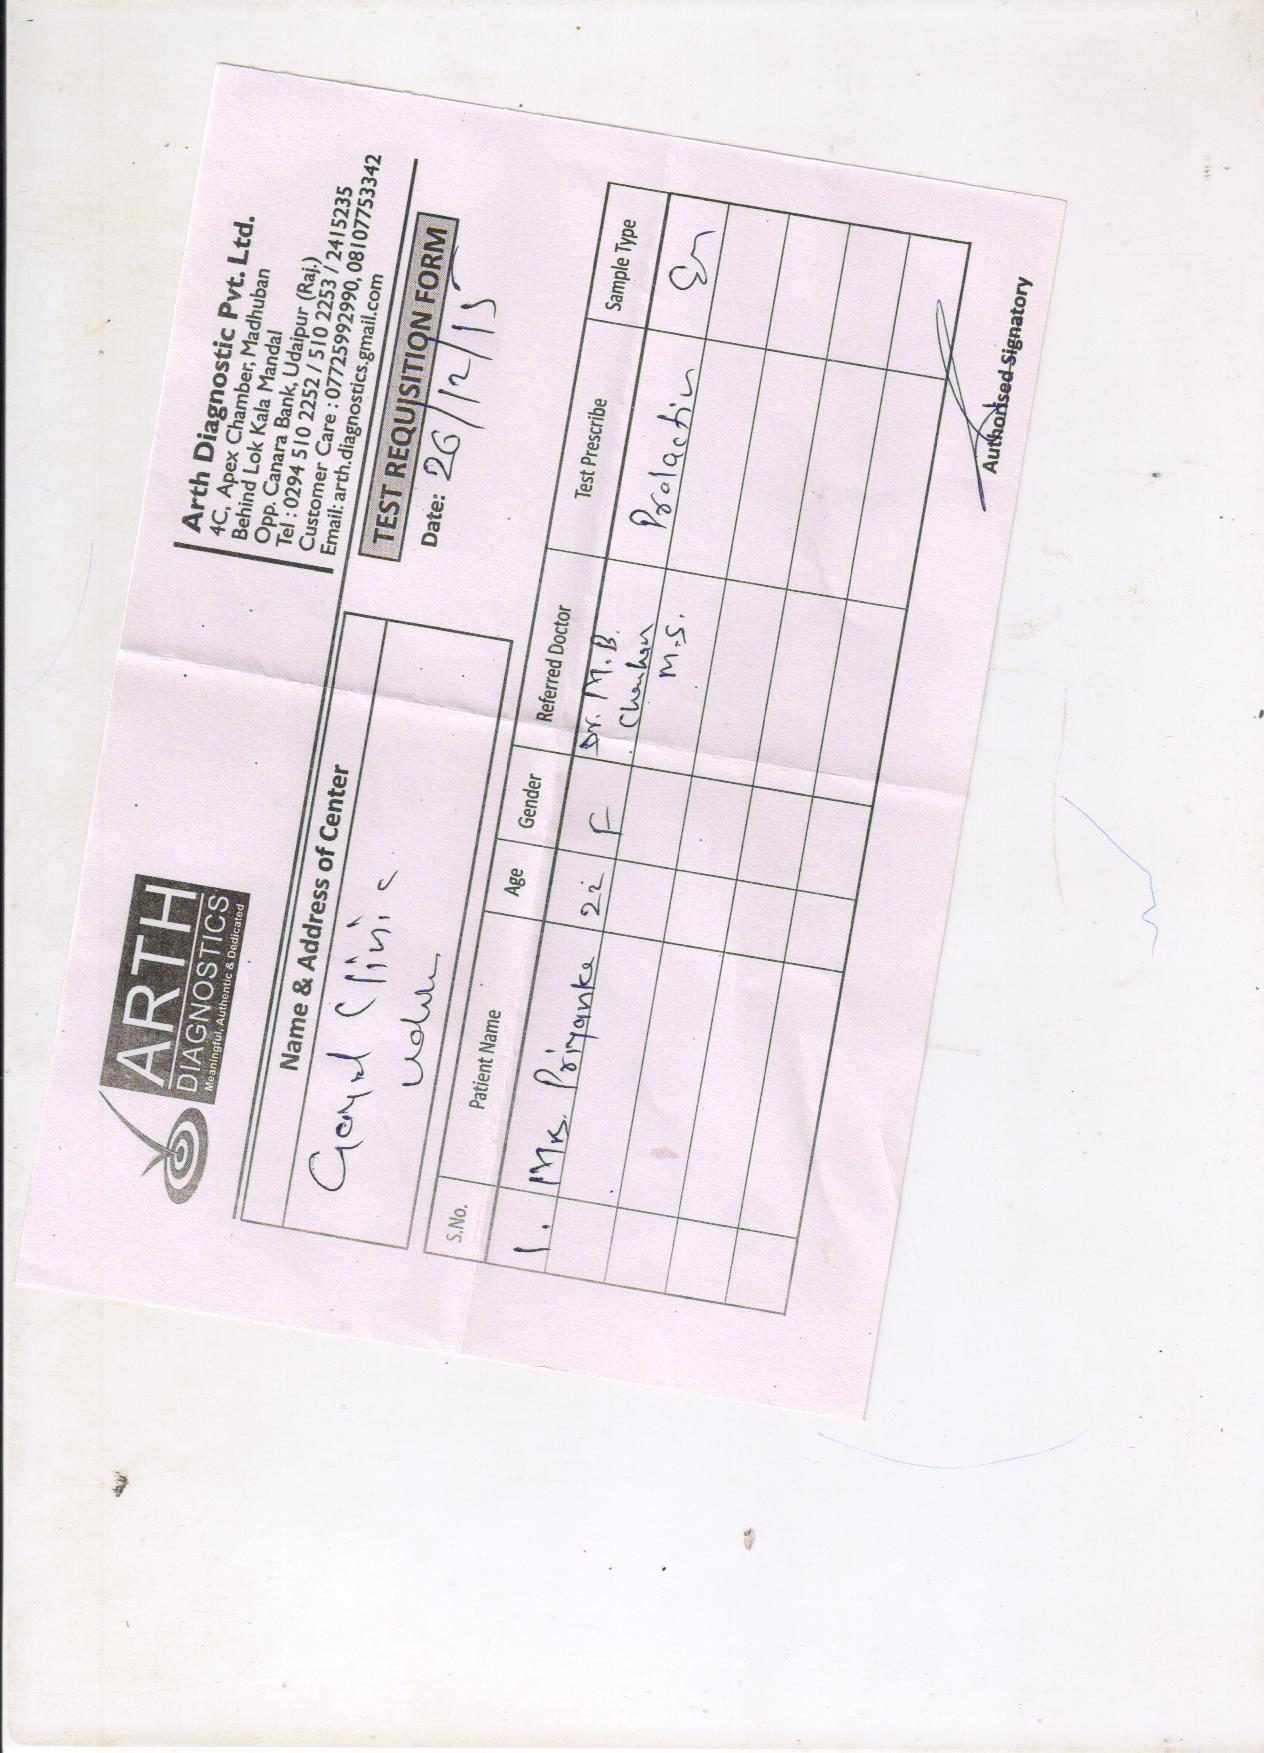 ARTH
DIAGNOSTICS
Meaningful, Authentic & Dedicated
Arth Diagnostic Pvt. Ltd.
4C, Apex Chamber, Madhuban
Behind Lok Kala Mandal
Opp. Canara Bank, Udaipur (Raj.)
Tel : 0294 510 2252 / 510 2253 / 2415235
Customer Care : 07725992990, 08107753342
Email: arth.diagnostics.gmail.com
Name & Address of Center
Clinic
TEST REQUISITION FORM
Date: 26/12/15
S.No. Patient Name Age Gender Referred Doctor Test Prescribe Sample Type
1. Mrs. Priyanka 22 F Dr. M.B. Prolactin
Chauhan
M.S.
Authorised Signatory